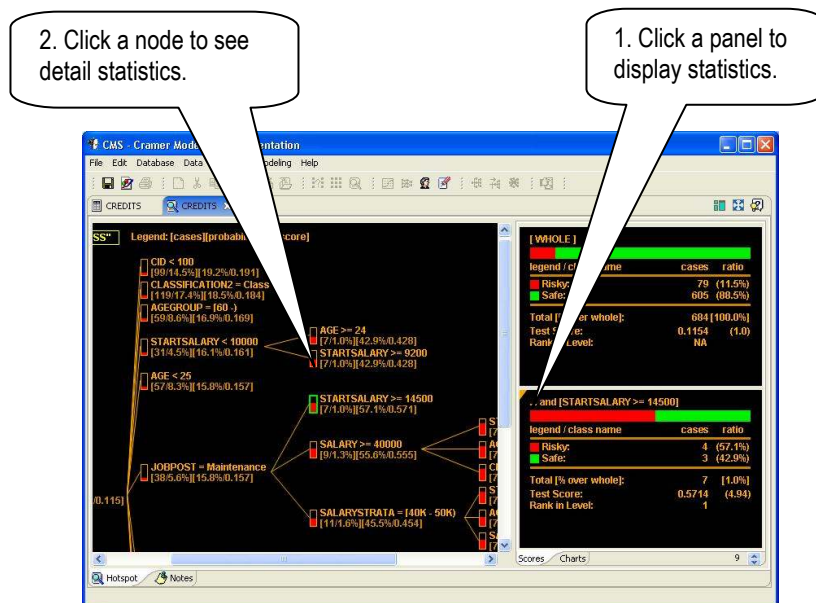 2. Click a node to see
detail statistics.
1. Click a panel to
display statistics.
CMS - Cramer Mode entation
File Edit Database Data odeling Help
CREDITS CREDITS
SS" Legend: [cases][probabi score]
CID < 100
[99/14.5%][19.2%/0.191]
CLASSIFICATION2 = Class
[119/17.4%][18.5%/0.184]
AGEGROUP = [60 -)
[59/8.6%][16.9%/0.169]
STARTSALARY < 10000
[31/4.5%][16.1%/0.161]
AGE >= 24
[7/1.0%][42.9%/0.428]
STARTSALARY >= 9200
[7/1.0%][42.9%/0.428]
AGE < 25
[57/8.3%][15.8%/0.157]
STARTSALARY >= 14500
[7/1.0%][57.1%/0.571]
SALARY >= 40000
[9/1.3%][55.6%/0.555]
JOBPOST = Maintenance
[38/5.6%][15.8%/0.157]
/0.115]
SALARYSTRATA = [40K - 50K)
[11/1.6%][45.5%/0.454]
[ WHOLE ]
legend / class name cases ratio
Risky: 79 (11.5%)
Safe: 605 (88.5%)
Total [% over whole]: 684 [100.0%]
Test Score: 0.1154 (1.0)
Rank in Level: NA
and [STARTSALARY >= 14500]
legend / class name cases ratio
Risky: 4 (57.1%)
Safe: 3 (42.9%)
Total [% over whole]: 7 [1.0%]
Test Score: 0.5714 (4.94)
Rank in Level: 1
Scores Charts 9
Hotspot Notes